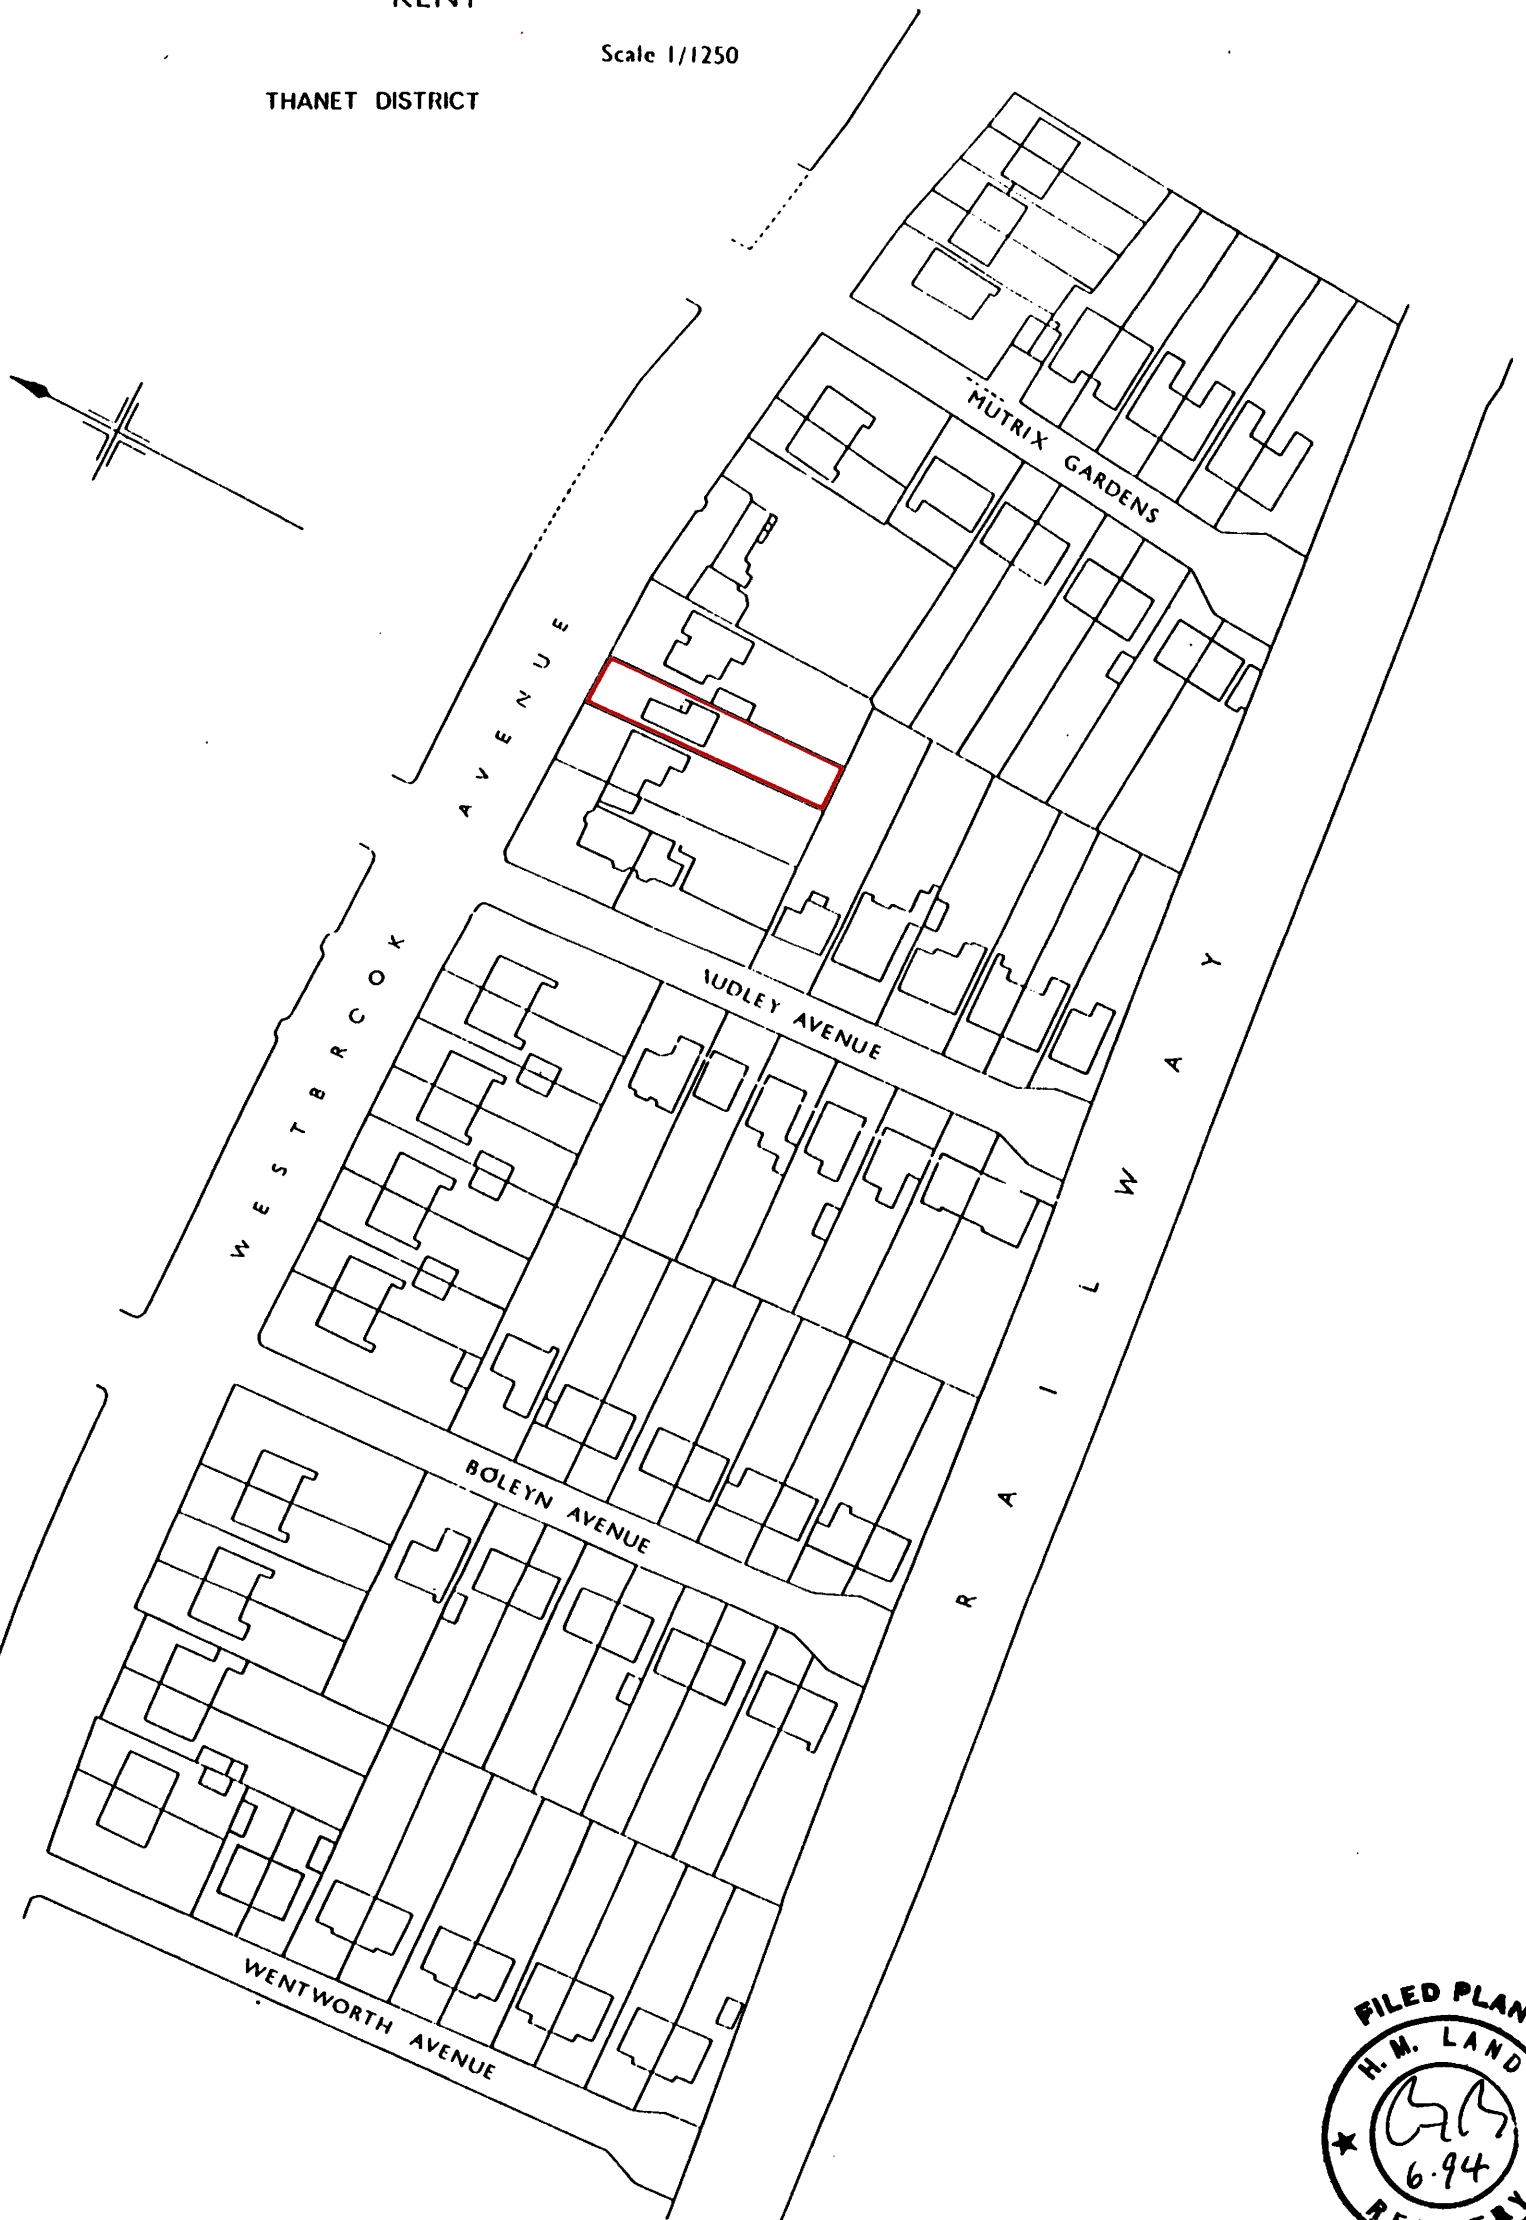 KENT
Scale 1/1250
THANET DISTRICT
MUTRIX GARDENS
WESTBRCOK AVENUE
RAILWAY
UDLEY AVENUE
BOLEYN AVENUE
WENTWORTH AVENUE
FILED PLAN
H.M. LAND
6.94